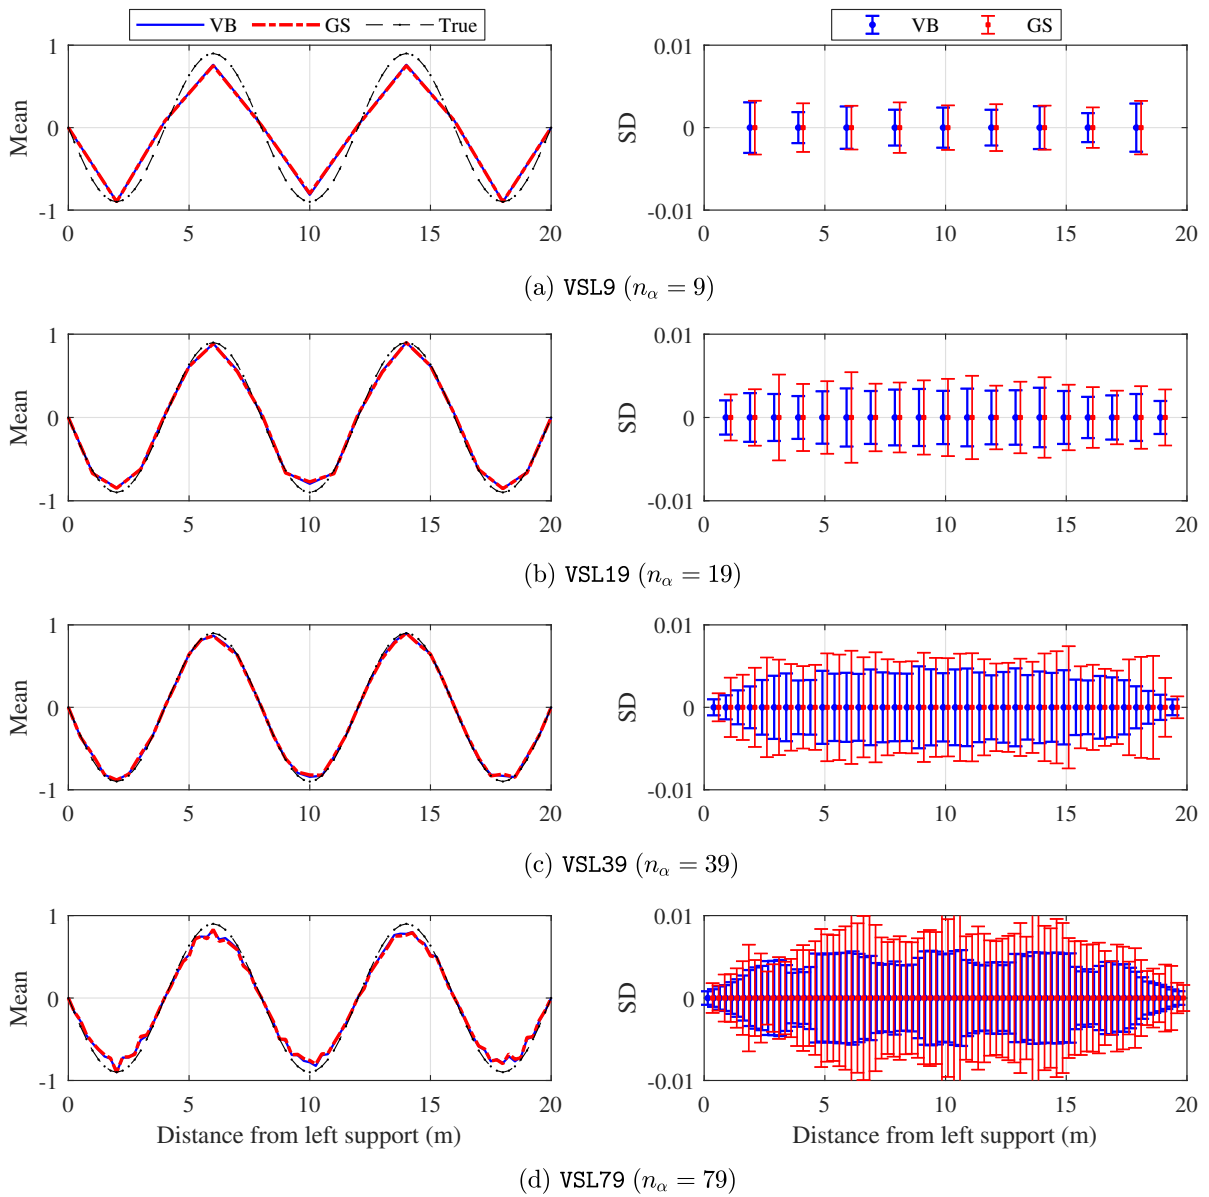 VB GS True
VB GS
1
0
-1
Mean
0 5 10 15 20
0.01
0
-0.01
SD
0 5 10 15 20
(a) VSL9 (nα = 9)
1
0
-1
Mean
0 5 10 15 20
0.01
0
-0.01
SD
0 5 10 15 20
(b) VSL19 (nα = 19)
1
0
-1
Mean
0 5 10 15 20
0.01
0
-0.01
SD
0 5 10 15 20
(c) VSL39 (nα = 39)
1
0
-1
Mean
0 5 10 15 20
Distance from left support (m)
0.01
0
-0.01
SD
0 5 10 15 20
Distance from left support (m)
(d) VSL79 (nα = 79)